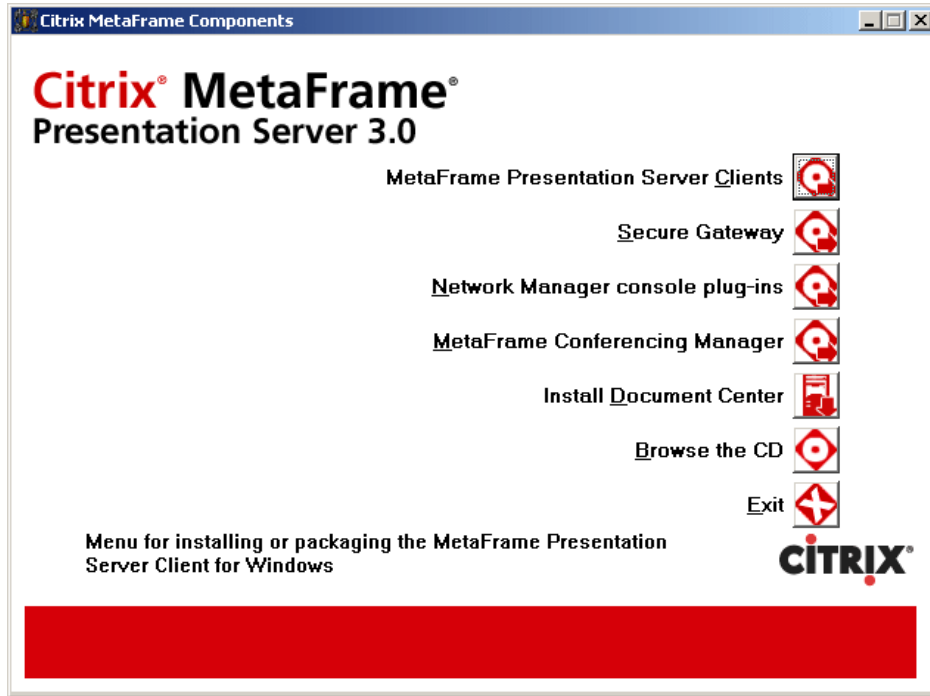 Citrix MetaFrame Components
Citrix® MetaFrame®
Presentation Server 3.0
MetaFrame Presentation Server Clients
Secure Gateway
Network Manager console plug-ins
MetaFrame Conferencing Manager
Install Document Center
Browse the CD
Exit
Menu for installing or packaging the MetaFrame Presentation
Server Client for Windows
CITRIX®